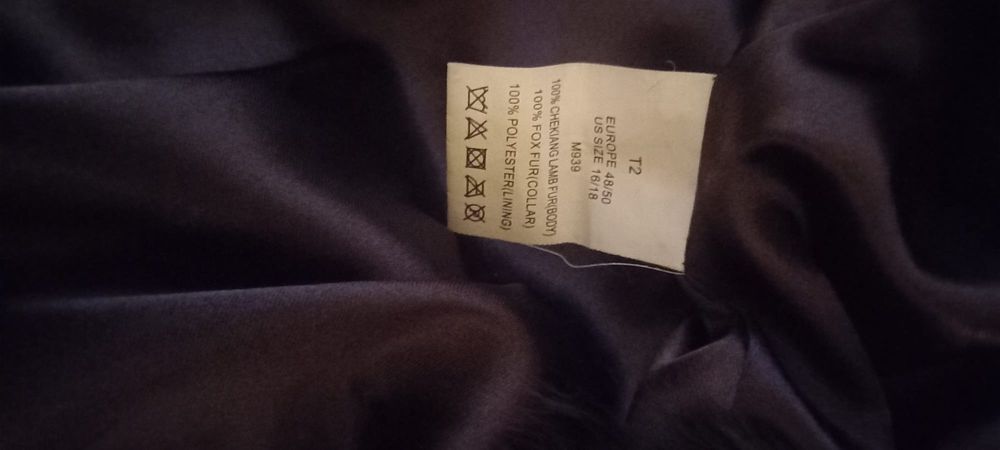 T2
EUROPE 48/50
US SIZE 16/18
M939
100% CHEKIANG LAMB FUR(BODY)
100% FOX FUR(COLLAR)
100% POLYESTER(LINING)